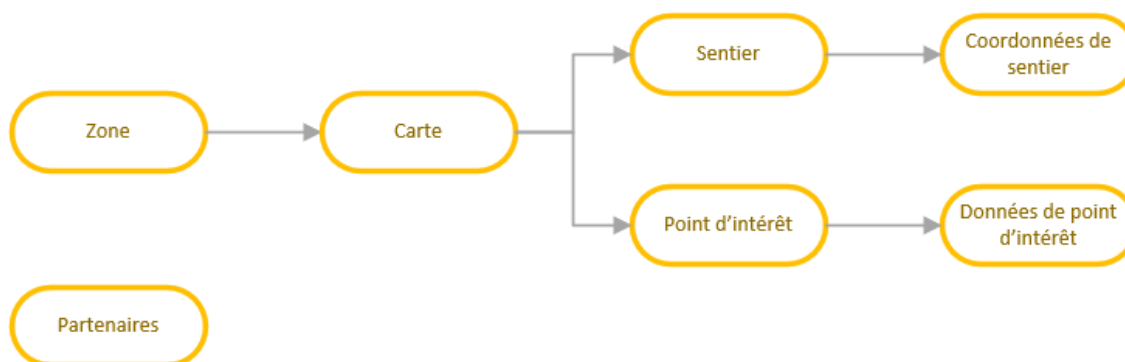 Sentier
Coordonnées de
sentier
Zone
Carte
Point d’intérêt
Données de point
d’intérêt
Partenaires